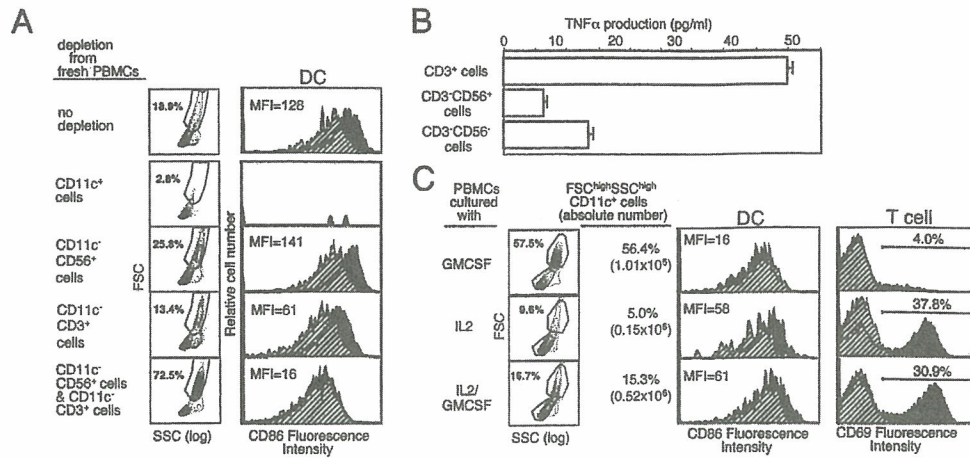 A
depletion
from
fresh PBMCs
DC
no
depletion
18.9%
MFI=128
CD11c⁺
cells
2.8%
CD11c⁻
CD56⁺
cells
25.8%
MFI=141
CD11c⁻
CD3⁺
cells
13.4%
MFI=61
CD11c⁻
CD56⁺ cells
& CD11c⁻
CD3⁺ cells
72.5%
MFI=16
FSC
Relative cell number
SSC (log)
CD86 Fluorescence
Intensity
B
TNFα production (pg/ml)
0 10 20 30 40 50
CD3⁺ cells
CD3⁻CD56⁺
cells
CD3⁻CD56⁻
cells
C
PBMCs
cultured
with
FSCʰⁱᵍʰSSCʰⁱᵍʰ
CD11c⁺ cells
(absolute number)
DC
T cell
GMCSF
57.5%
56.4%
(1.01x10⁶)
MFI=16
4.0%
IL2
9.6%
5.0%
(0.15x10⁶)
MFI=58
37.8%
IL2/
GMCSF
16.7%
15.3%
(0.52x10⁶)
MFI=61
30.9%
FSC
SSC (log)
CD86 Fluorescence
Intensity
CD69 Fluorescence
Intensity